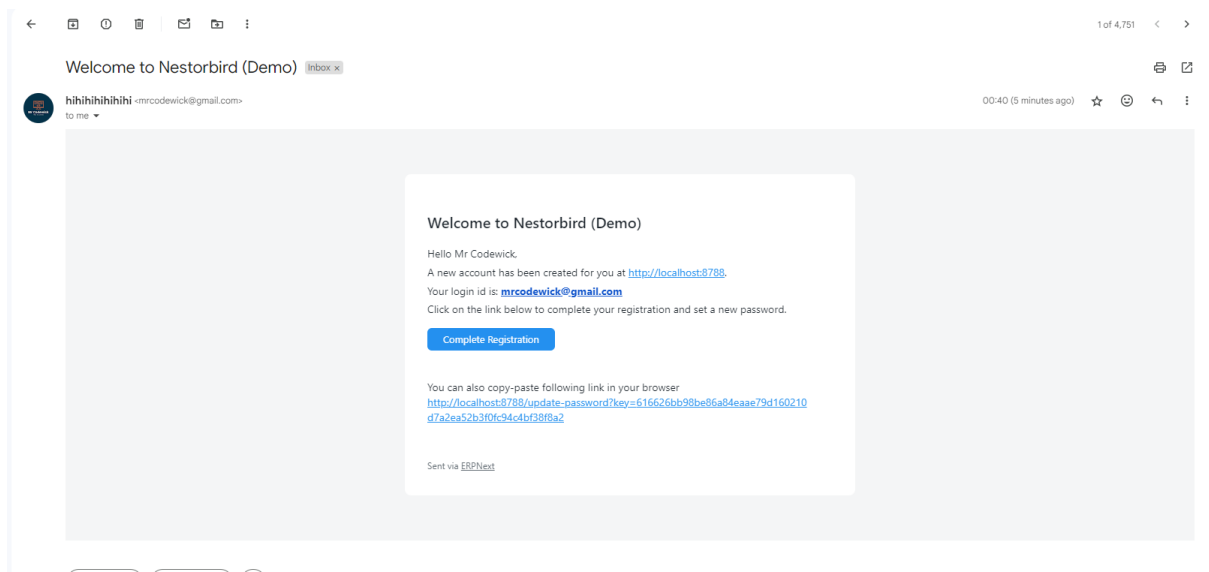 1 of 4,751
Welcome to Nestorbird (Demo) Inbox ×
hihihihihihihi <mrcodewick@gmail.com>
00:40 (5 minutes ago)
to me
Welcome to Nestorbird (Demo)
Hello Mr Codewick,
A new account has been created for you at http://localhost:8788.
Your login id is: mrcodewick@gmail.com
Click on the link below to complete your registration and set a new password.
Complete Registration
You can also copy-paste following link in your browser
http://localhost:8788/update-password?key=616626bb98be86a84eaae79d160210
d7a2ea52b3f0fc94c4bf38f8a2
Sent via ERPNext